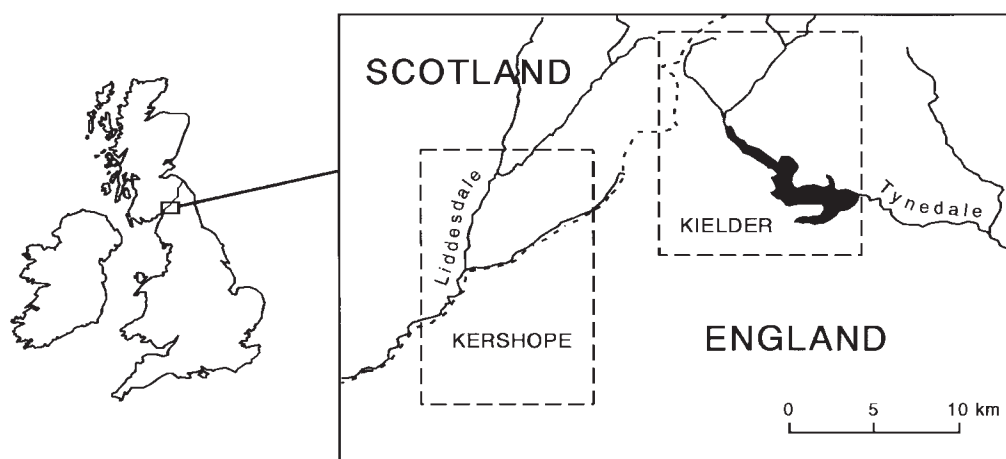 SCOTLAND
Liddesdale
KERSHOPE
KIELDER
Tynedale
ENGLAND
0 5 10 km